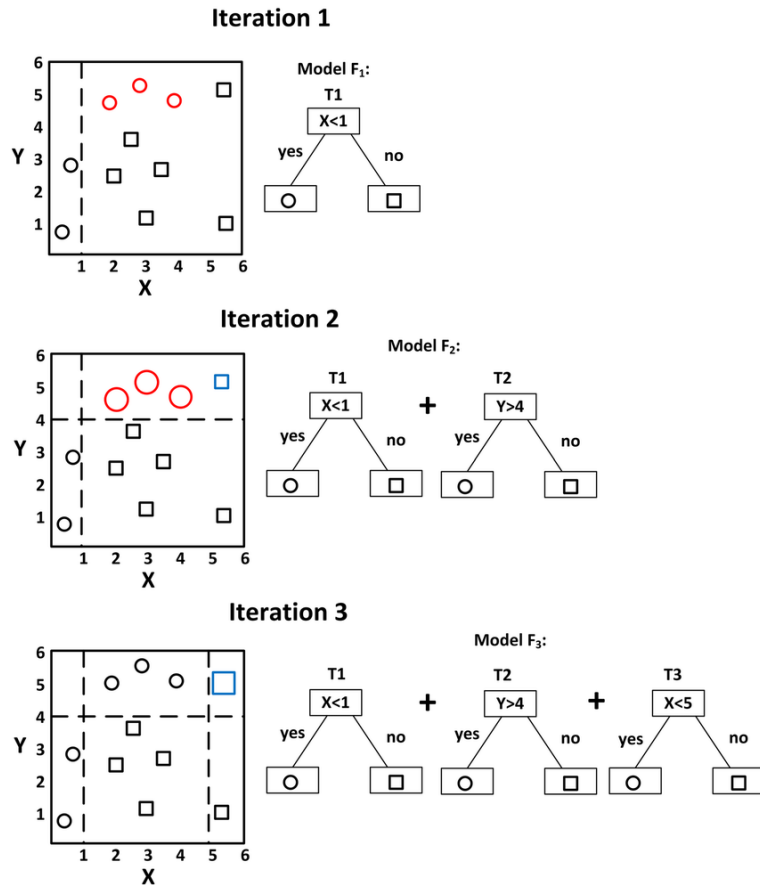 Iteration 1
Model F₁:
T1
X<1
yes no
Y
6
5
4
3
2
1
1 2 3 4 5 6
X
Iteration 2
Model F₂:
T1 + T2
X<1 Y>4
yes no yes no
Y
6
5
4
3
2
1
1 2 3 4 5 6
X
Iteration 3
Model F₃:
T1 + T2 + T3
X<1 Y>4 X<5
yes no yes no yes no
Y
6
5
4
3
2
1
1 2 3 4 5 6
X